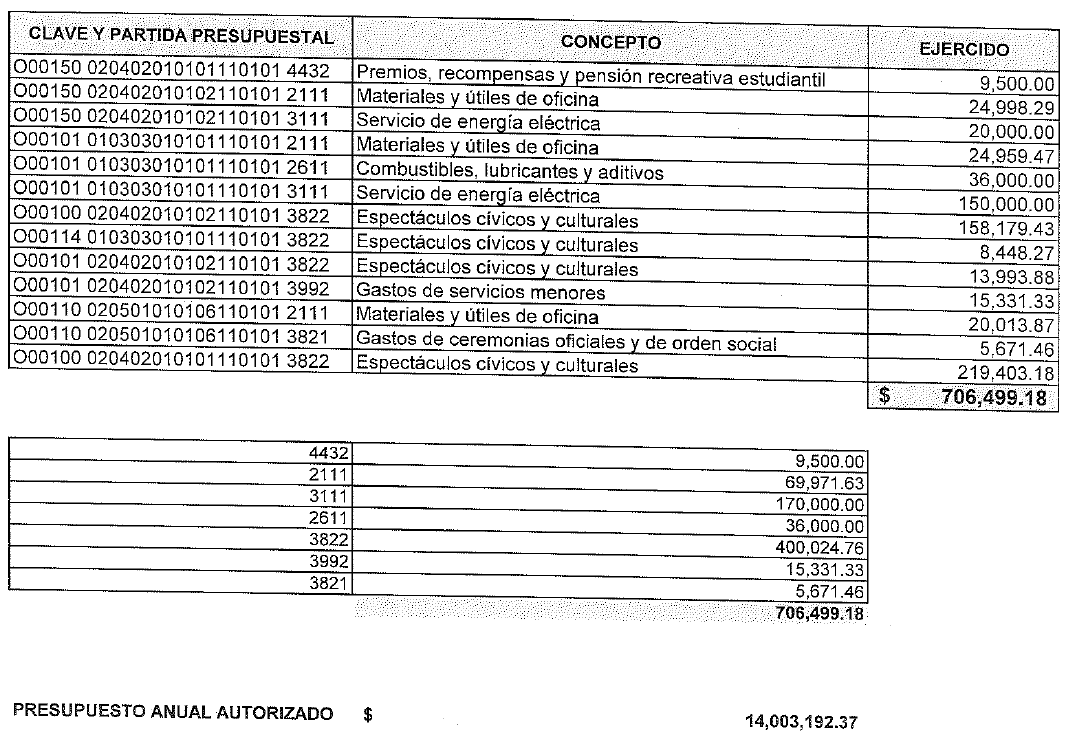 CLAVE Y PARTIDA PRESUPUESTAL CONCEPTO EJERCIDO
O00150 020402010101110101 4432 Premios, recompensas y pensión recreativa estudiantil 9,500.00
O00150 020402010102110101 2111 Materiales y útiles de oficina 24,998.29
O00150 020402010102110101 3111 Servicio de energía eléctrica 20,000.00
O00101 010303010101110101 2111 Materiales y útiles de oficina 24,959.47
O00101 010303010101110101 2611 Combustibles, lubricantes y aditivos 36,000.00
O00101 010303010101110101 3111 Servicio de energía eléctrica 150,000.00
O00100 020402010102110101 3822 Espectáculos cívicos y culturales 158,179.43
O00114 010303010101110101 3822 Espectáculos cívicos y culturales 8,448.27
O00101 020402010102110101 3822 Espectáculos cívicos y culturales 13,993.88
O00101 020402010102110101 3992 Gastos de servicios menores 15,331.33
O00110 020501010106110101 2111 Materiales y útiles de oficina 20,013.87
O00110 020501010106110101 3821 Gastos de ceremonias oficiales y de orden social 5,671.46
O00100 020402010101110101 3822 Espectáculos cívicos y culturales 219,403.18
$ 706,499.18
4432 9,500.00
2111 69,971.63
3111 170,000.00
2611 36,000.00
3822 400,024.76
3992 15,331.33
3821 5,671.46
706,499.18
PRESUPUESTO ANUAL AUTORIZADO $ 14,003,192.37